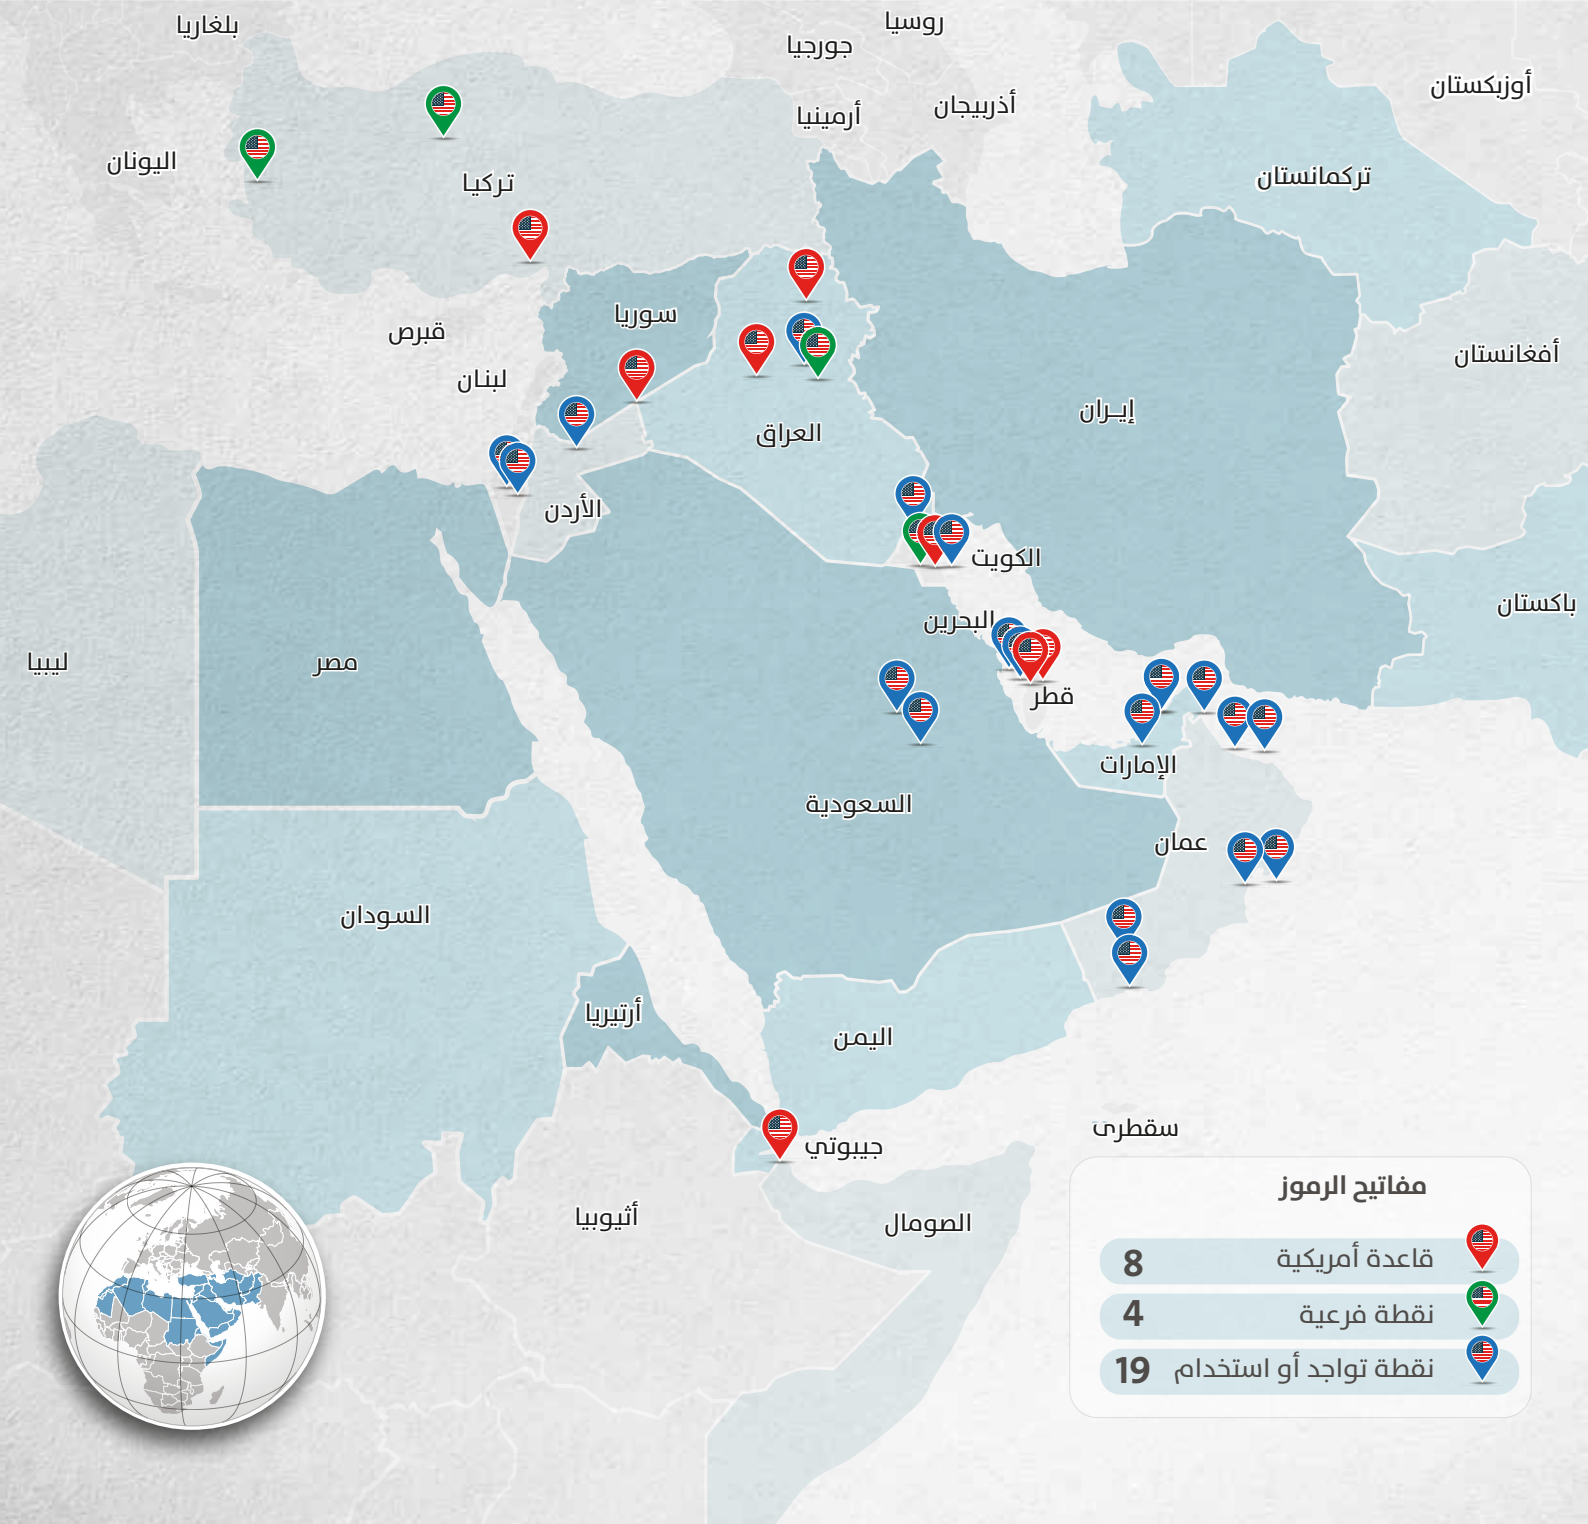 روسيا
بلغاريا
جورجيا
أوزبكستان
أذربيجان
أرمينيا
اليونان
تركيا
تركمانستان
سوريا
قبرص
أفغانستان
لبنان
إيـران
العراق
الأردن
الكويت
باكستان
البحرين
مصر
ليبيا
قطر
الإمارات
السعودية
عمان
السودان
أرتيريا
اليمن
سقطرى
جيبوتي
أثيوبيا
الصومال
مفاتيح الرموز
قاعدة أمريكية 8
نقطة فرعية 4
نقطة تواجد أو استخدام 19